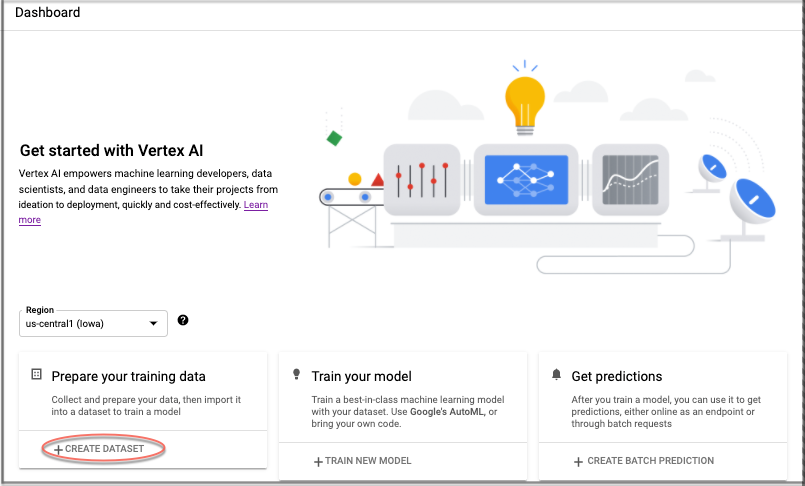 Dashboard
Get started with Vertex AI
Vertex AI empowers machine learning developers, data
scientists, and data engineers to take their projects from
ideation to deployment, quickly and cost-effectively. Learn
more
Region
us-central1 (Iowa)
?
Prepare your training data
Collect and prepare your data, then import it
into a dataset to train a model
+CREATE DATASET
Train your model
Train a best-in-class machine learning model
with your dataset. Use Google's AutoML, or
bring your own code.
+TRAIN NEW MODEL
Get predictions
After you train a model, you can use it to get
predictions, either online as an endpoint or
through batch requests
+ CREATE BATCH PREDICTION